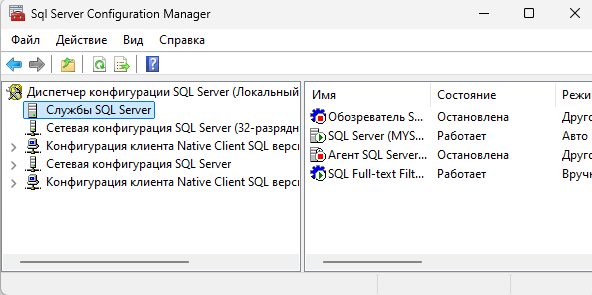 Sql Server Configuration Manager
Файл Действие Вид Справка
Диспетчер конфигурации SQL Server (Локальный
Службы SQL Server
Сетевая конфигурация SQL Server (32-разрядн
Конфигурация клиента Native Client SQL верс
Сетевая конфигурация SQL Server
Конфигурация клиента Native Client SQL верс
Имя Состояние Режи
Обозреватель S... Остановлена Друго
SQL Server (MYS... Работает Авто
Агент SQL Server... Остановлена Друго
SQL Full-text Filt... Работает Вручн